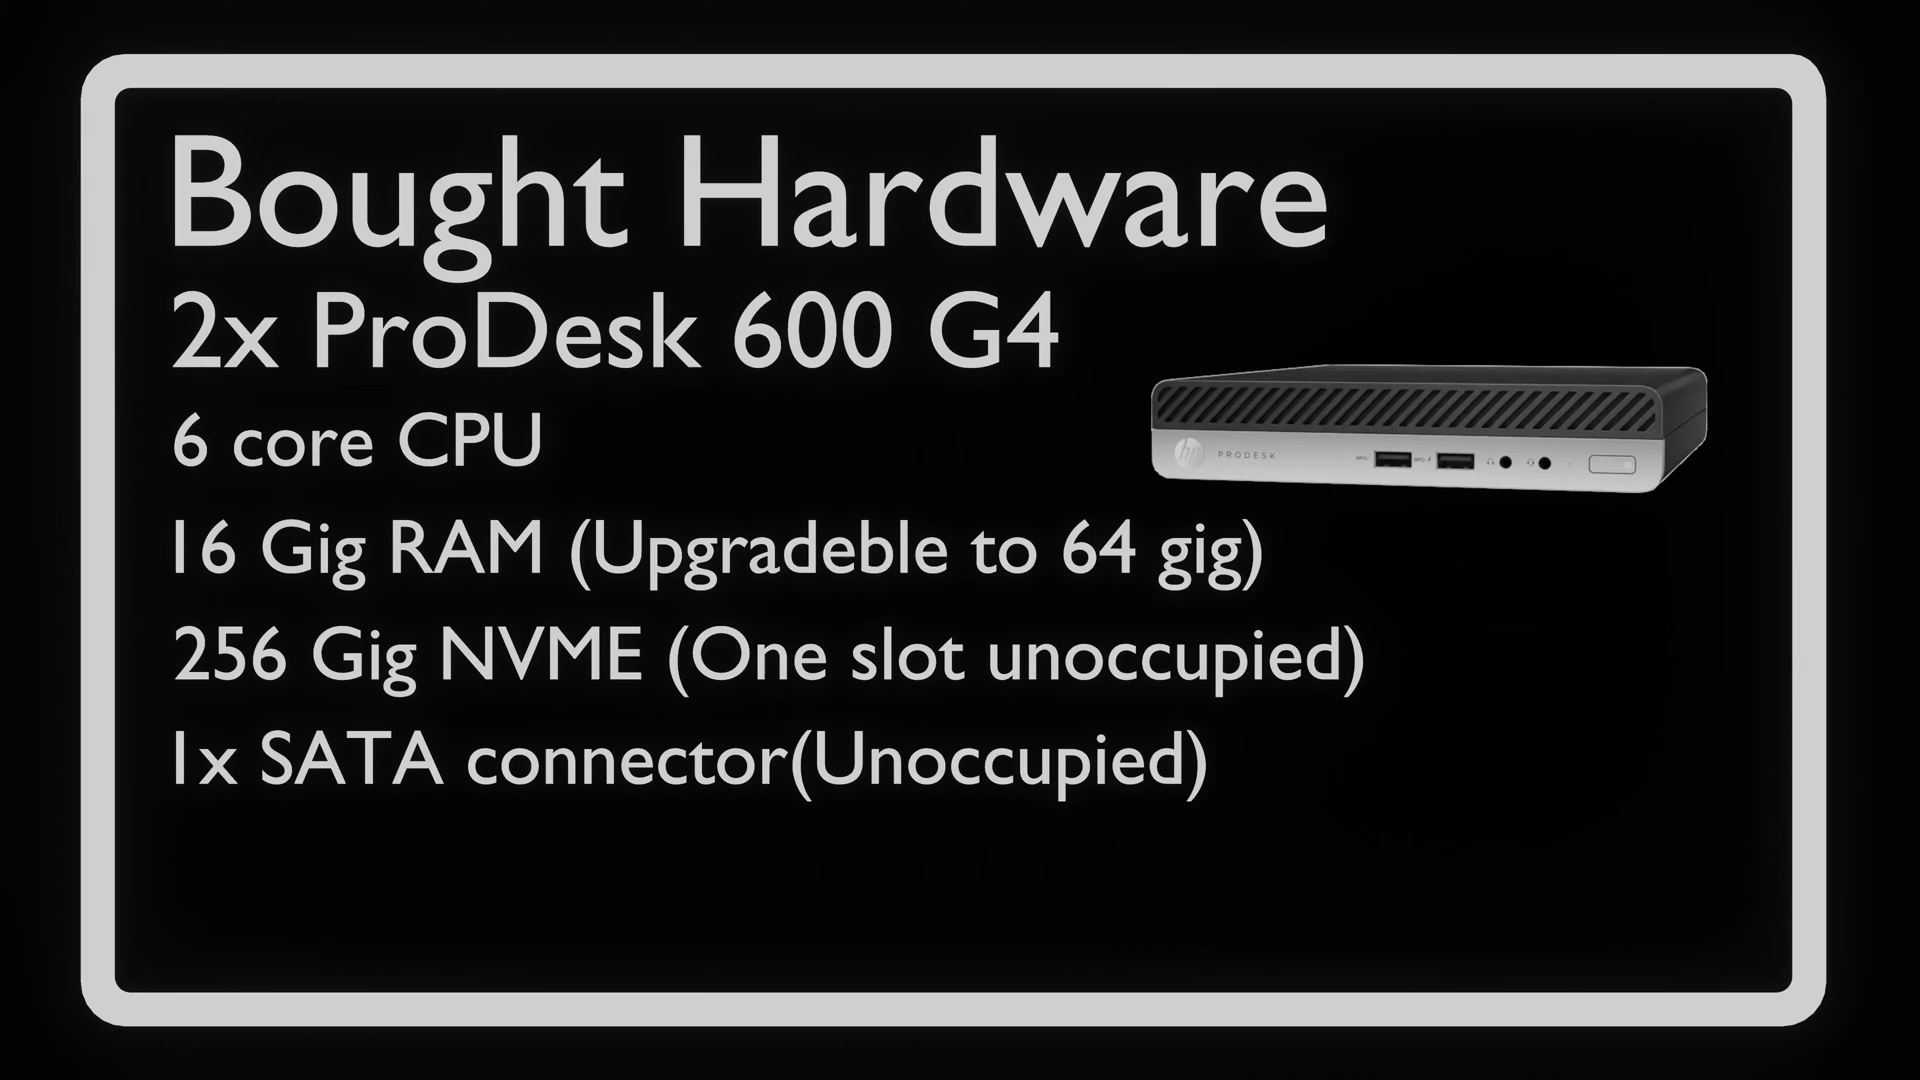 Bought Hardware
2x ProDesk 600 G4
6 core CPU
hp PRODESK
16 Gig RAM (Upgradeble to 64 gig)
256 Gig NVME (One slot unoccupied)
1x SATA connector(Unoccupied)